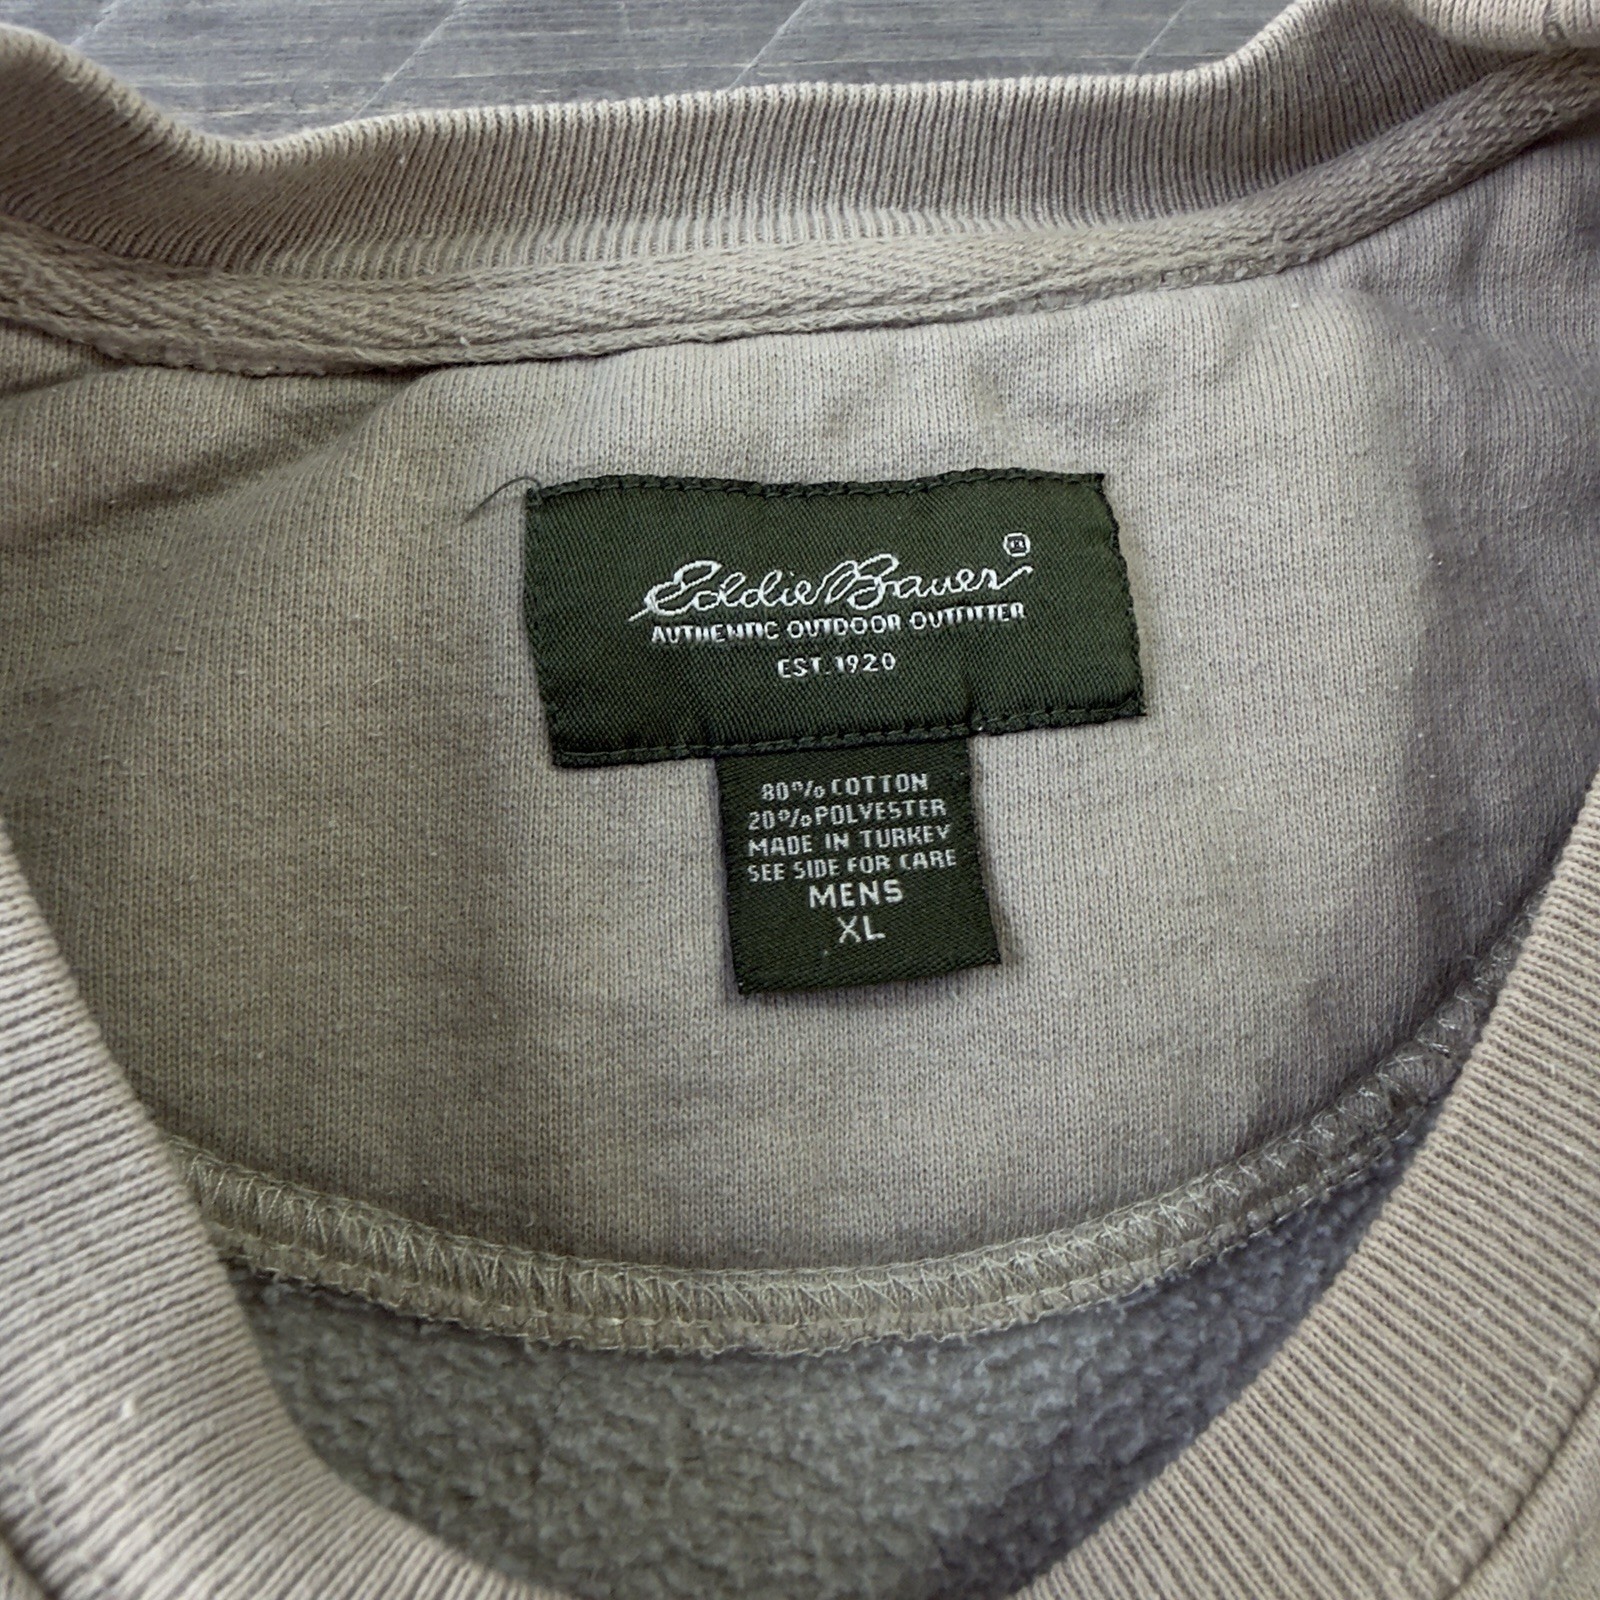 Eddie Bauer®
AUTHENTIC OUTDOOR OUTFITTER
EST. 1920
80% COTTON
20% POLYESTER
MADE IN TURKEY
SEE SIDE FOR CARE
MENS
XL